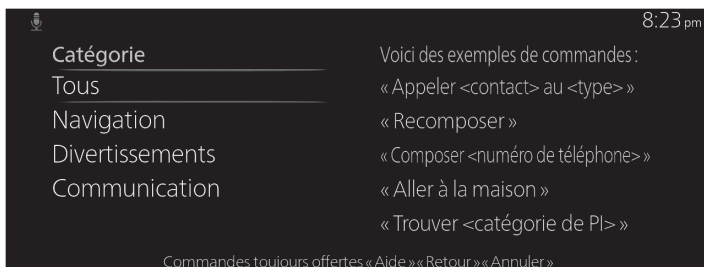 8:23 pm
Catégorie
Tous
Navigation
Divertissements
Communication
Voici des exemples de commandes :
« Appeler <contact> au <type> »
« Recomposer »
« Composer <numéro de téléphone> »
« Aller à la maison »
« Trouver <catégorie de PI> »
Commandes toujours offertes « Aide » « Retour » « Annuler »